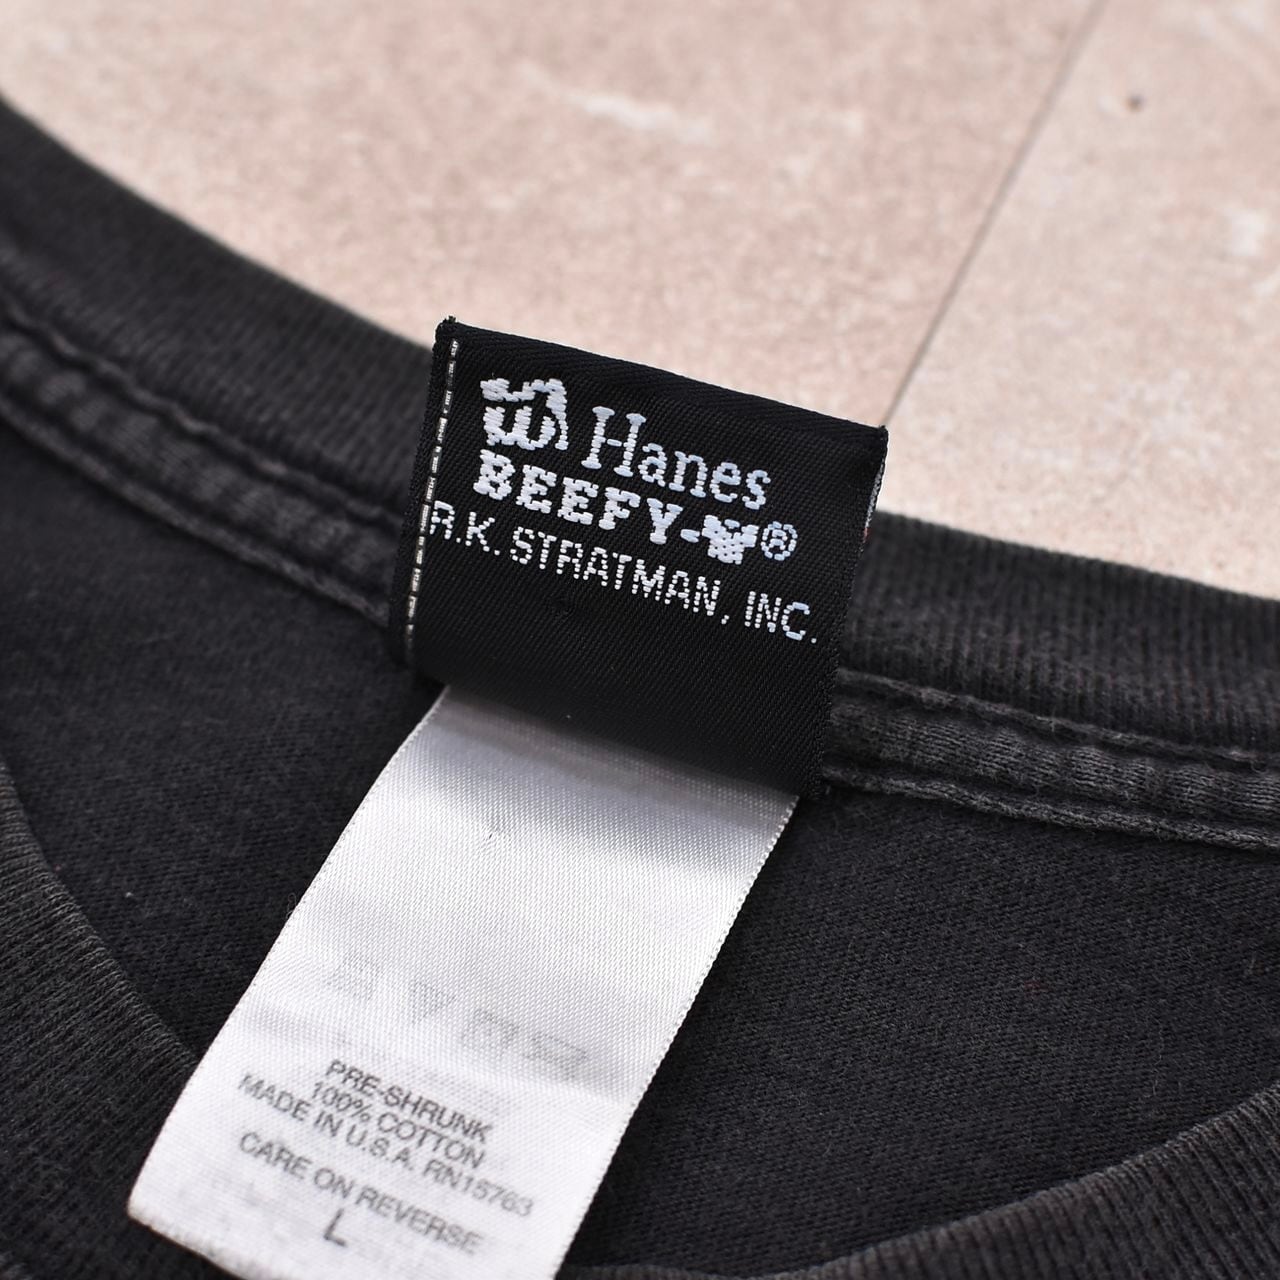 Hanes
BEEFY-T®
R.K. STRATMAN, INC.
PRE-SHRUNK
100% COTTON
MADE IN U.S.A. RN15763
CARE ON REVERSE
L